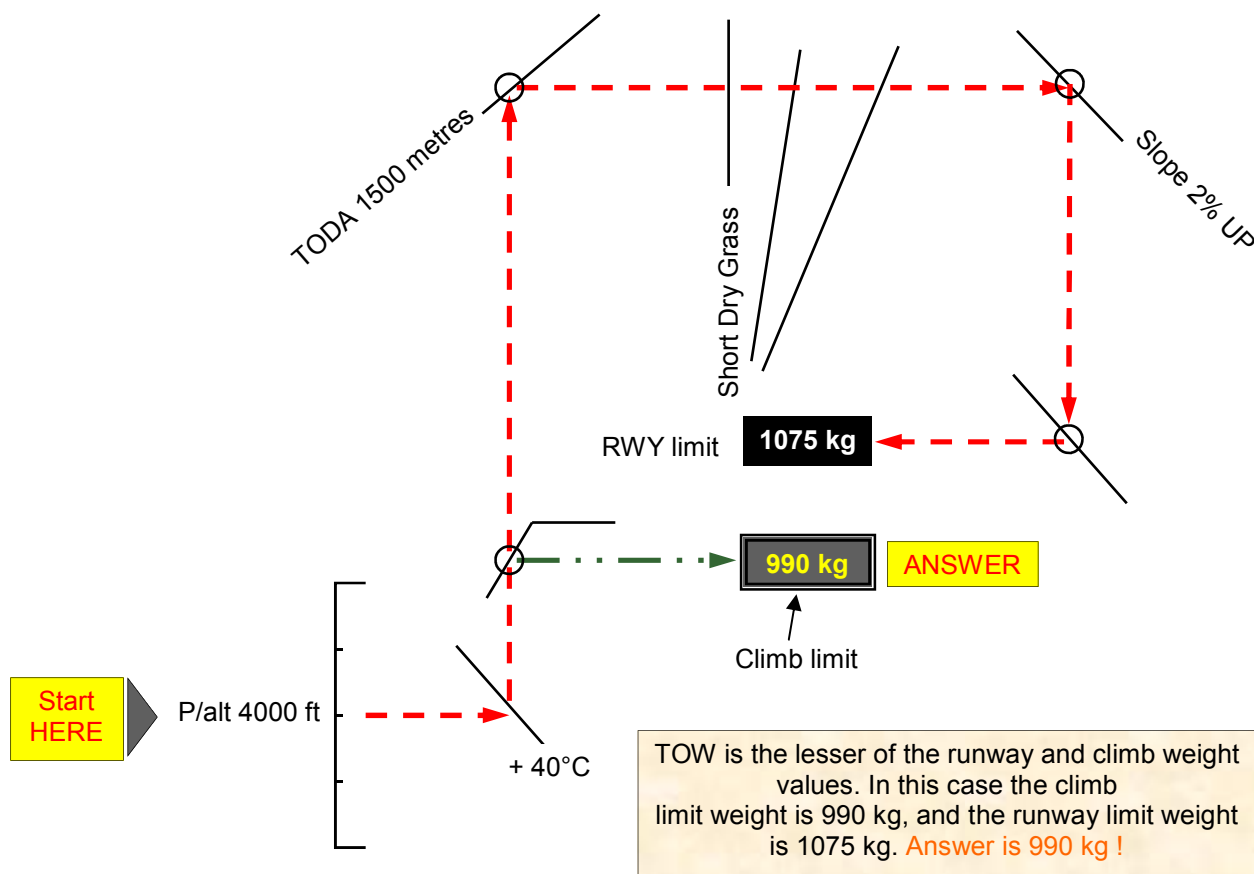 TODA 1500 metres
Short Dry Grass
Slope 2% UP
RWY limit
1075 kg
990 kg
ANSWER
Climb limit
Start
HERE
P/alt 4000 ft
+ 40°C
TOW is the lesser of the runway and climb weight
values. In this case the climb
limit weight is 990 kg, and the runway limit weight
is 1075 kg. Answer is 990 kg !